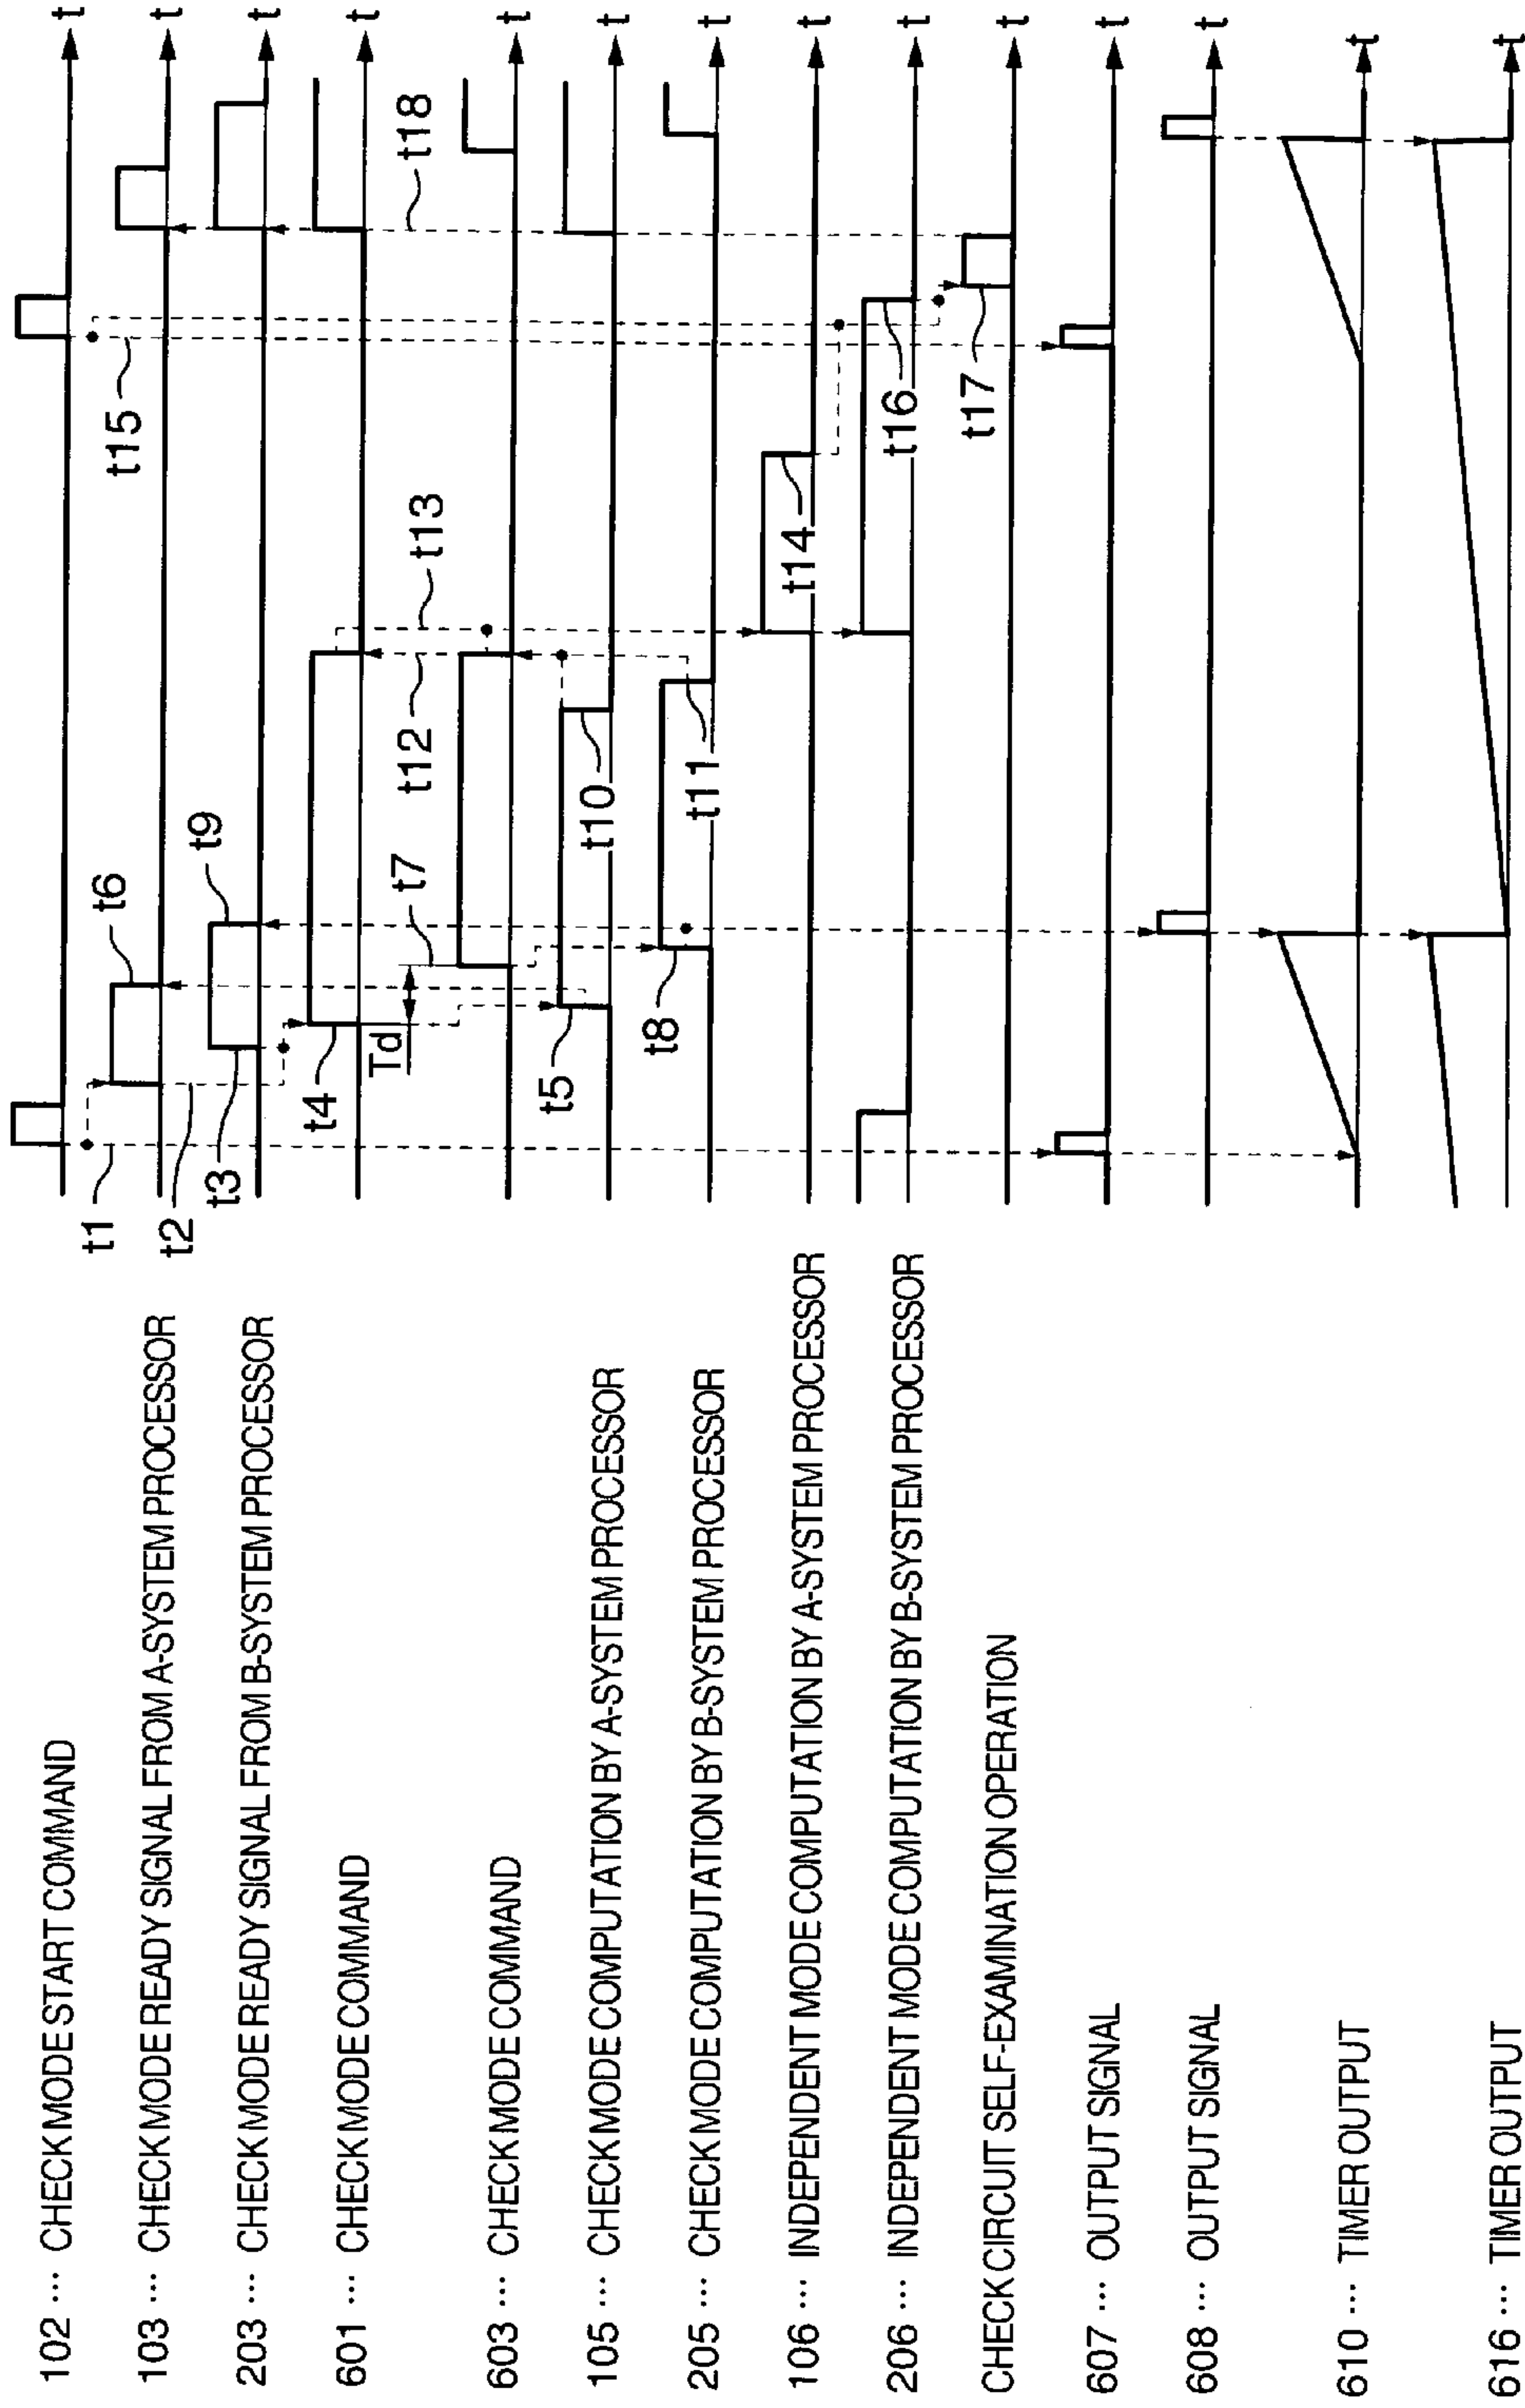 102 ... CHECK MODE START COMMAND
103 ... CHECK MODE READY SIGNAL FROM A-SYSTEM PROCESSOR
203 ... CHECK MODE READY SIGNAL FROM B-SYSTEM PROCESSOR
601 ... CHECK MODE COMMAND
603 ... CHECK MODE COMMAND
105 ... CHECK MODE COMPUTATION BY A-SYSTEM PROCESSOR
205 ... CHECK MODE COMPUTATION BY B-SYSTEM PROCESSOR
106 ... INDEPENDENT MODE COMPUTATION BY A-SYSTEM PROCESSOR
206 ... INDEPENDENT MODE COMPUTATION BY B-SYSTEM PROCESSOR
CHECK CIRCUIT SELF-EXAMINATION OPERATION
607 ... OUTPUT SIGNAL
608 ... OUTPUT SIGNAL
610 ... TIMER OUTPUT
616 ... TIMER OUTPUT
t1
t2
t3
t4
t5
t6
t7
t8
t9
Td
t10
t11
t12
t13
t14
t15
t16
t17
t18
t
t
t
t
t
t
t
t
t
t
t
t
t
t